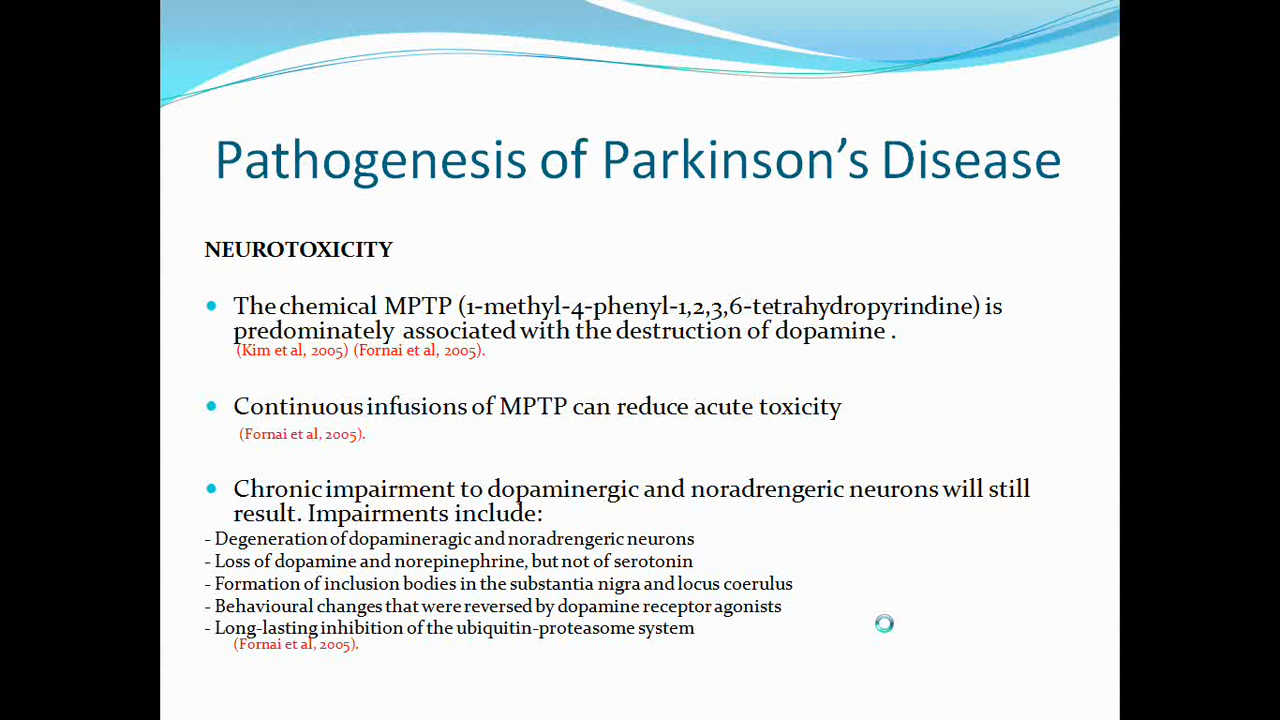 Pathogenesis of Parkinson’s Disease
NEUROTOXICITY
• The chemical MPTP (1-methyl-4-phenyl-1,2,3,6-tetrahydropyrindine) is
predominately associated with the destruction of dopamine .
(Kim et al, 2005) (Fornai et al, 2005).
• Continuous infusions of MPTP can reduce acute toxicity
(Fornai et al, 2005).
• Chronic impairment to dopaminergic and noradrengeric neurons will still
result. Impairments include:
- Degeneration of dopamineragic and noradrengeric neurons
- Loss of dopamine and norepinephrine, but not of serotonin
- Formation of inclusion bodies in the substantia nigra and locus coerulus
- Behavioural changes that were reversed by dopamine receptor agonists
- Long-lasting inhibition of the ubiquitin-proteasome system
(Fornai et al, 2005).